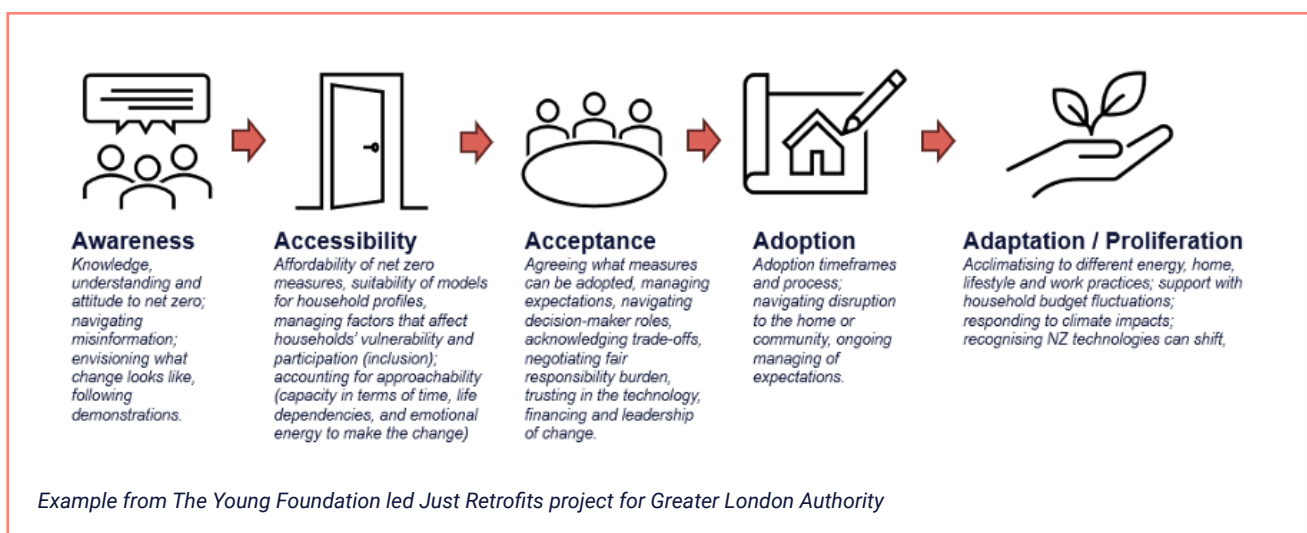 Awareness
Knowledge,
understanding and
attitude to net zero;
navigating
misinformation;
envisioning what
change looks like,
following
demonstrations.
Accessibility
Affordability of net zero
measures, suitability of models
for household profiles,
managing factors that affect
households' vulnerability and
participation (inclusion);
accounting for approachability
(capacity in terms of time, life
dependencies, and emotional
energy to make the change)
Acceptance
Agreeing what measures
can be adopted, managing
expectations, navigating
decision-maker roles,
acknowledging trade-offs,
negotiating fair
responsibility burden,
trusting in the technology,
financing and leadership
of change.
Adoption
Adoption timeframes
and process;
navigating disruption
to the home or
community, ongoing
managing of
expectations.
Adaptation / Proliferation
Acclimatising to different energy, home,
lifestyle and work practices; support with
household budget fluctuations;
responding to climate impacts;
recognising NZ technologies can shift,
Example from The Young Foundation led Just Retrofits project for Greater London Authority